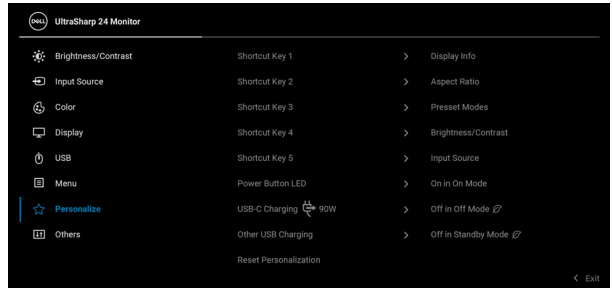 DELL UltraSharp 24 Monitor
Brightness/Contrast Shortcut Key 1 > Display Info
Input Source Shortcut Key 2 > Aspect Ratio
Color Shortcut Key 3 > Presset Modes
Display Shortcut Key 4 > Brightness/Contrast
USB Shortcut Key 5 > Input Source
Menu Power Button LED > On in On Mode
Personalize USB-C Charging 90W > Off in Off Mode
Others Other USB Charging > Off in Standby Mode
Reset Personalization
< Exit